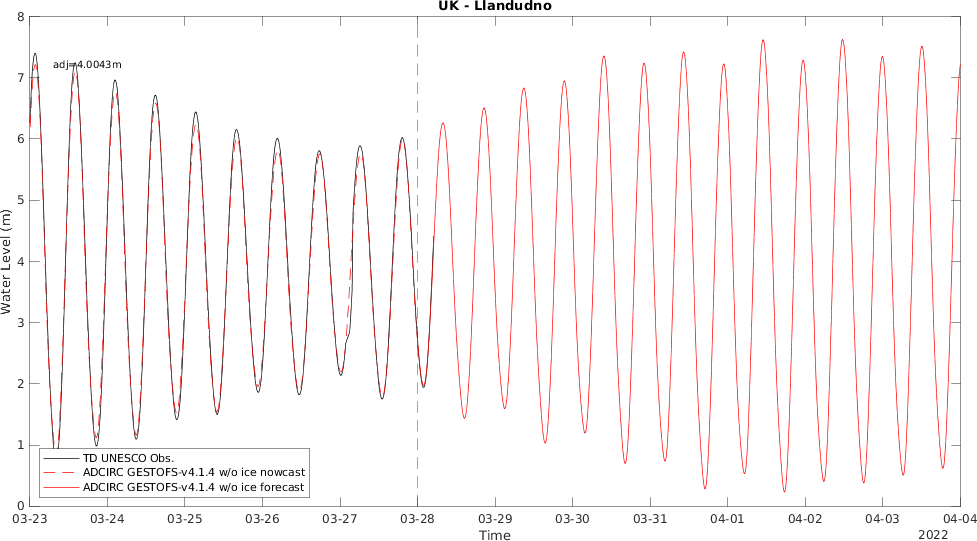 UK - Llandudno
8
adj=4.0043m
7
6
5
4
3
2
1
0
Water Level (m)
TD UNESCO Obs.
ADCIRC GESTOFS-v4.1.4 w/o ice nowcast
ADCIRC GESTOFS-v4.1.4 w/o ice forecast
03-23 03-24 03-25 03-26 03-27 03-28 03-29 03-30 03-31 04-01 04-02 04-03 04-04
Time
2022